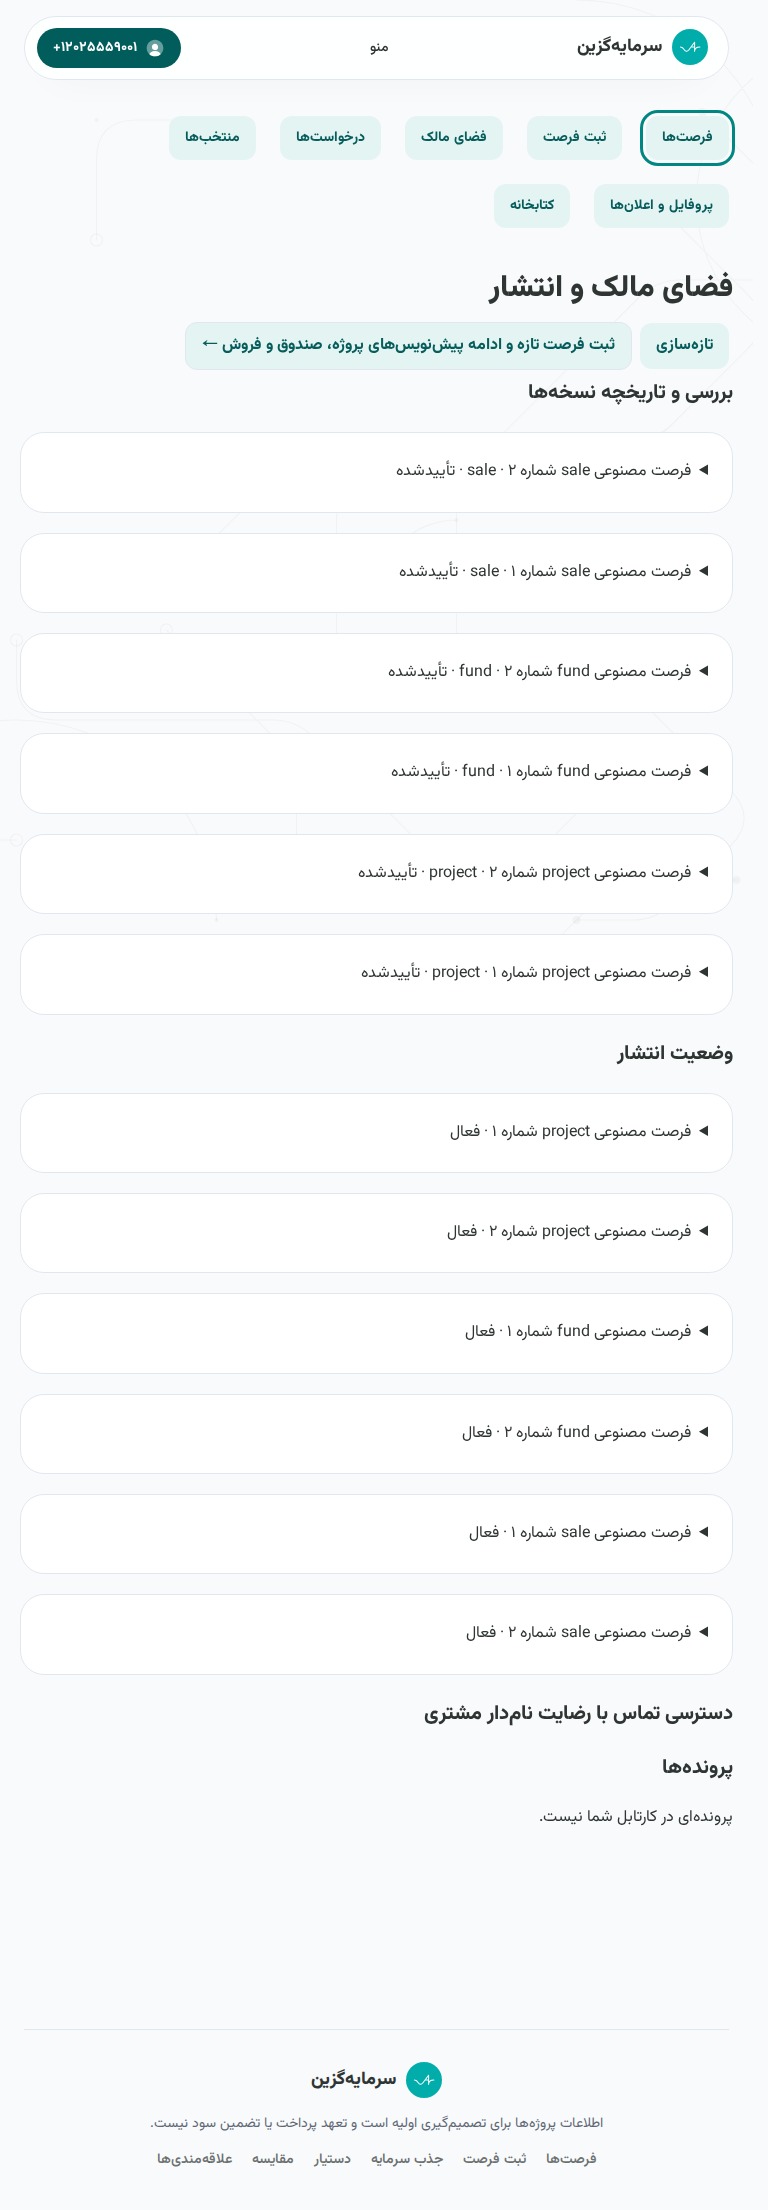 سرمایه‌گزین
منو
+۱۲۰۲۵۵۵۹۰۰۱
فرصت‌ها
ثبت فرصت
فضای مالک
درخواست‌ها
منتخب‌ها
پروفایل و اعلان‌ها
کتابخانه
فضای مالک و انتشار
تازه‌سازی
ثبت فرصت تازه و ادامه پیش‌نویس‌های پروژه، صندوق و فروش ←
بررسی و تاریخچه نسخه‌ها
فرصت مصنوعی sale شماره ۲ · sale · تأییدشده
فرصت مصنوعی sale شماره ۱ · sale · تأییدشده
فرصت مصنوعی fund شماره ۲ · fund · تأییدشده
فرصت مصنوعی fund شماره ۱ · fund · تأییدشده
فرصت مصنوعی project شماره ۲ · project · تأییدشده
فرصت مصنوعی project شماره ۱ · project · تأییدشده
وضعیت انتشار
فرصت مصنوعی project شماره ۱ · فعال
فرصت مصنوعی project شماره ۲ · فعال
فرصت مصنوعی fund شماره ۱ · فعال
فرصت مصنوعی fund شماره ۲ · فعال
فرصت مصنوعی sale شماره ۱ · فعال
فرصت مصنوعی sale شماره ۲ · فعال
دسترسی تماس با رضایت نام‌دار مشتری
پرونده‌ها
پرونده‌ای در کارتابل شما نیست.
سرمایه‌گزین
اطلاعات پروژه‌ها برای تصمیم‌گیری اولیه است و تعهد پرداخت یا تضمین سود نیست.
فرصت‌ها
ثبت فرصت
جذب سرمایه
دستیار
مقایسه
علاقه‌مندی‌ها